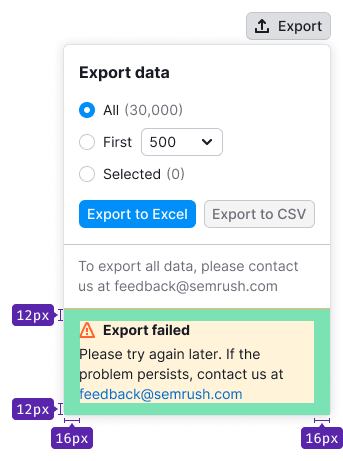 Export
Export data
All (30,000)
First 500
Selected (0)
Export to Excel Export to CSV
To export all data, please contact
us at feedback@semrush.com
12px
Export failed
Please try again later. If the
problem persists, contact us at
feedback@semrush.com
12px
16px 16px